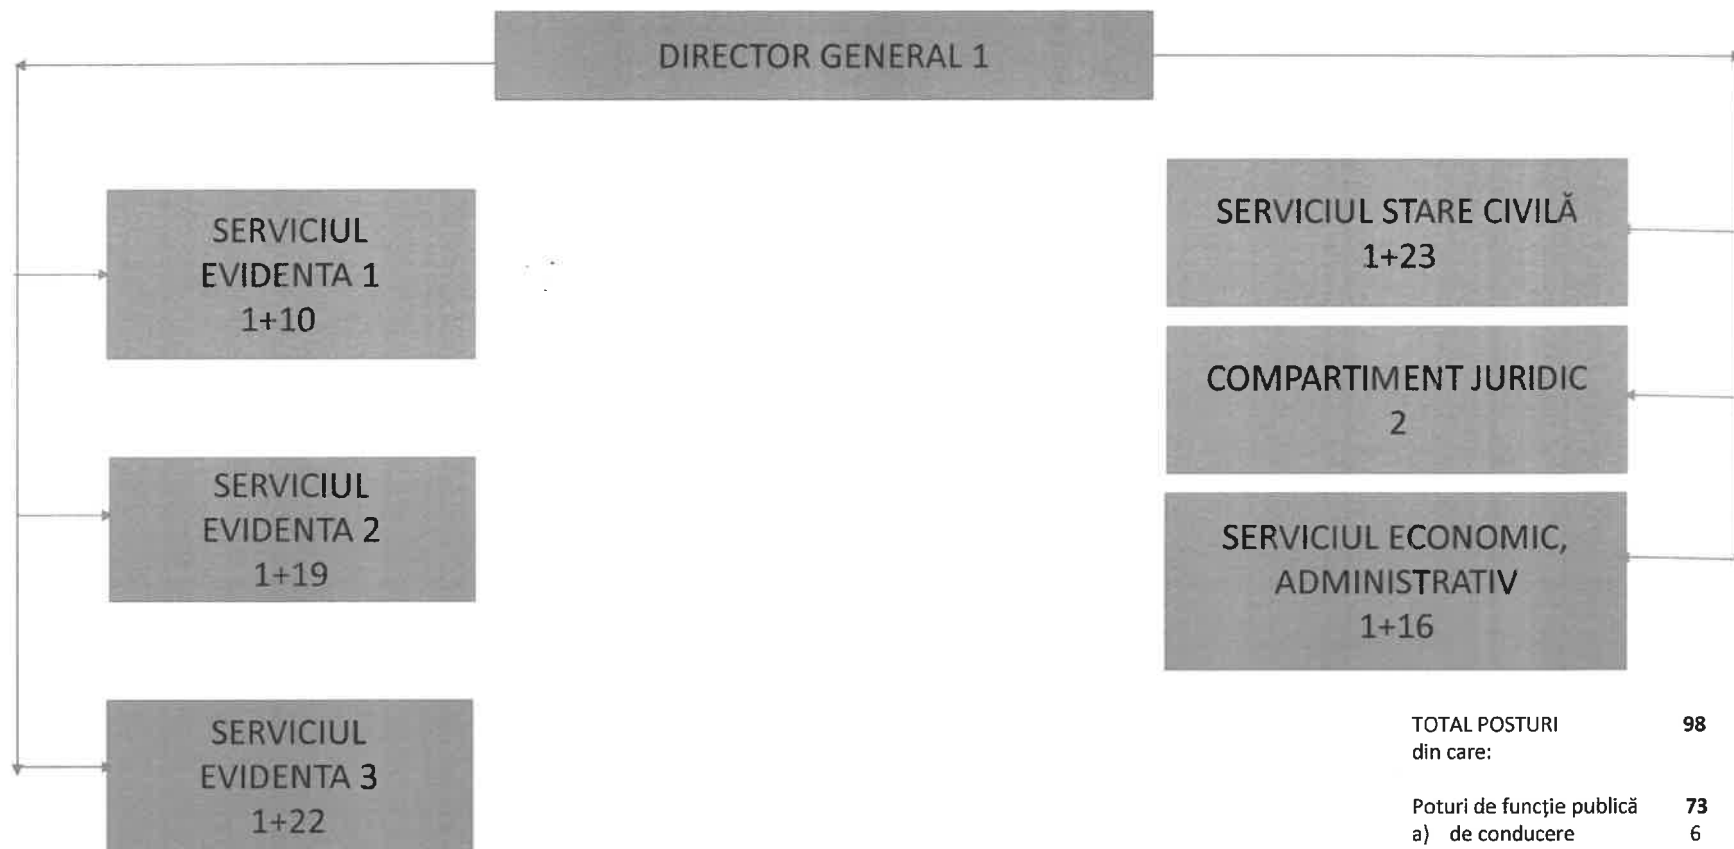 DIRECTOR GENERAL 1
SERVICIUL
EVIDENTA 1
1+10
SERVICIUL
EVIDENTA 2
1+19
SERVICIUL
EVIDENTA 3
1+22
SERVICIUL STARE CIVILĂ
1+23
COMPARTIMENT JURIDIC
2
SERVICIUL ECONOMIC,
ADMINISTRATIV
1+16
TOTAL POSTURI 98
din care:
Poturi de funcție publică 73
a) de conducere 6